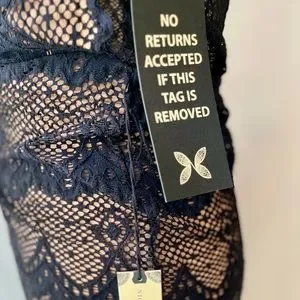 NO
RETURNS
ACCEPTED
IF THIS
TAG IS
REMOVED